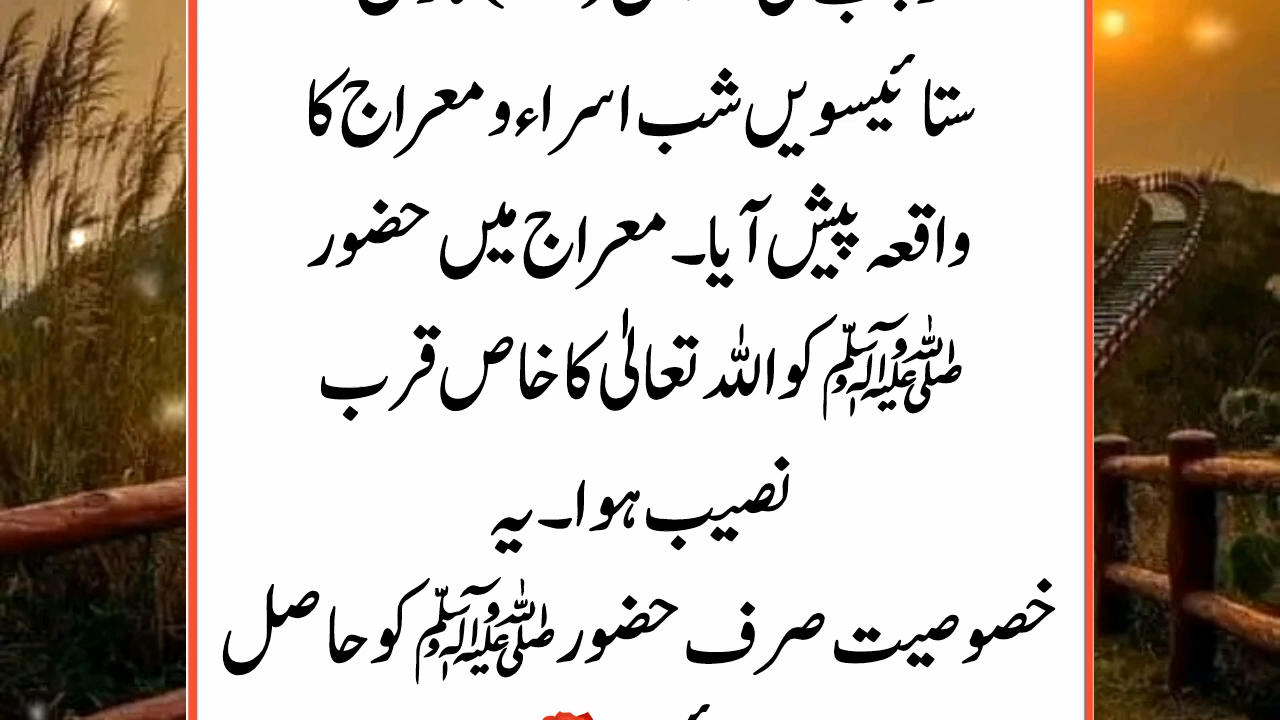 ستائیسویں شب اسراء و معراج کا
واقعہ پیش آیا۔ معراج میں حضور
ﷺ کو اللہ تعالٰی کا خاص قرب
نصیب ہوا۔ یہ
خصوصیت صرف حضور ﷺ کو حاصل